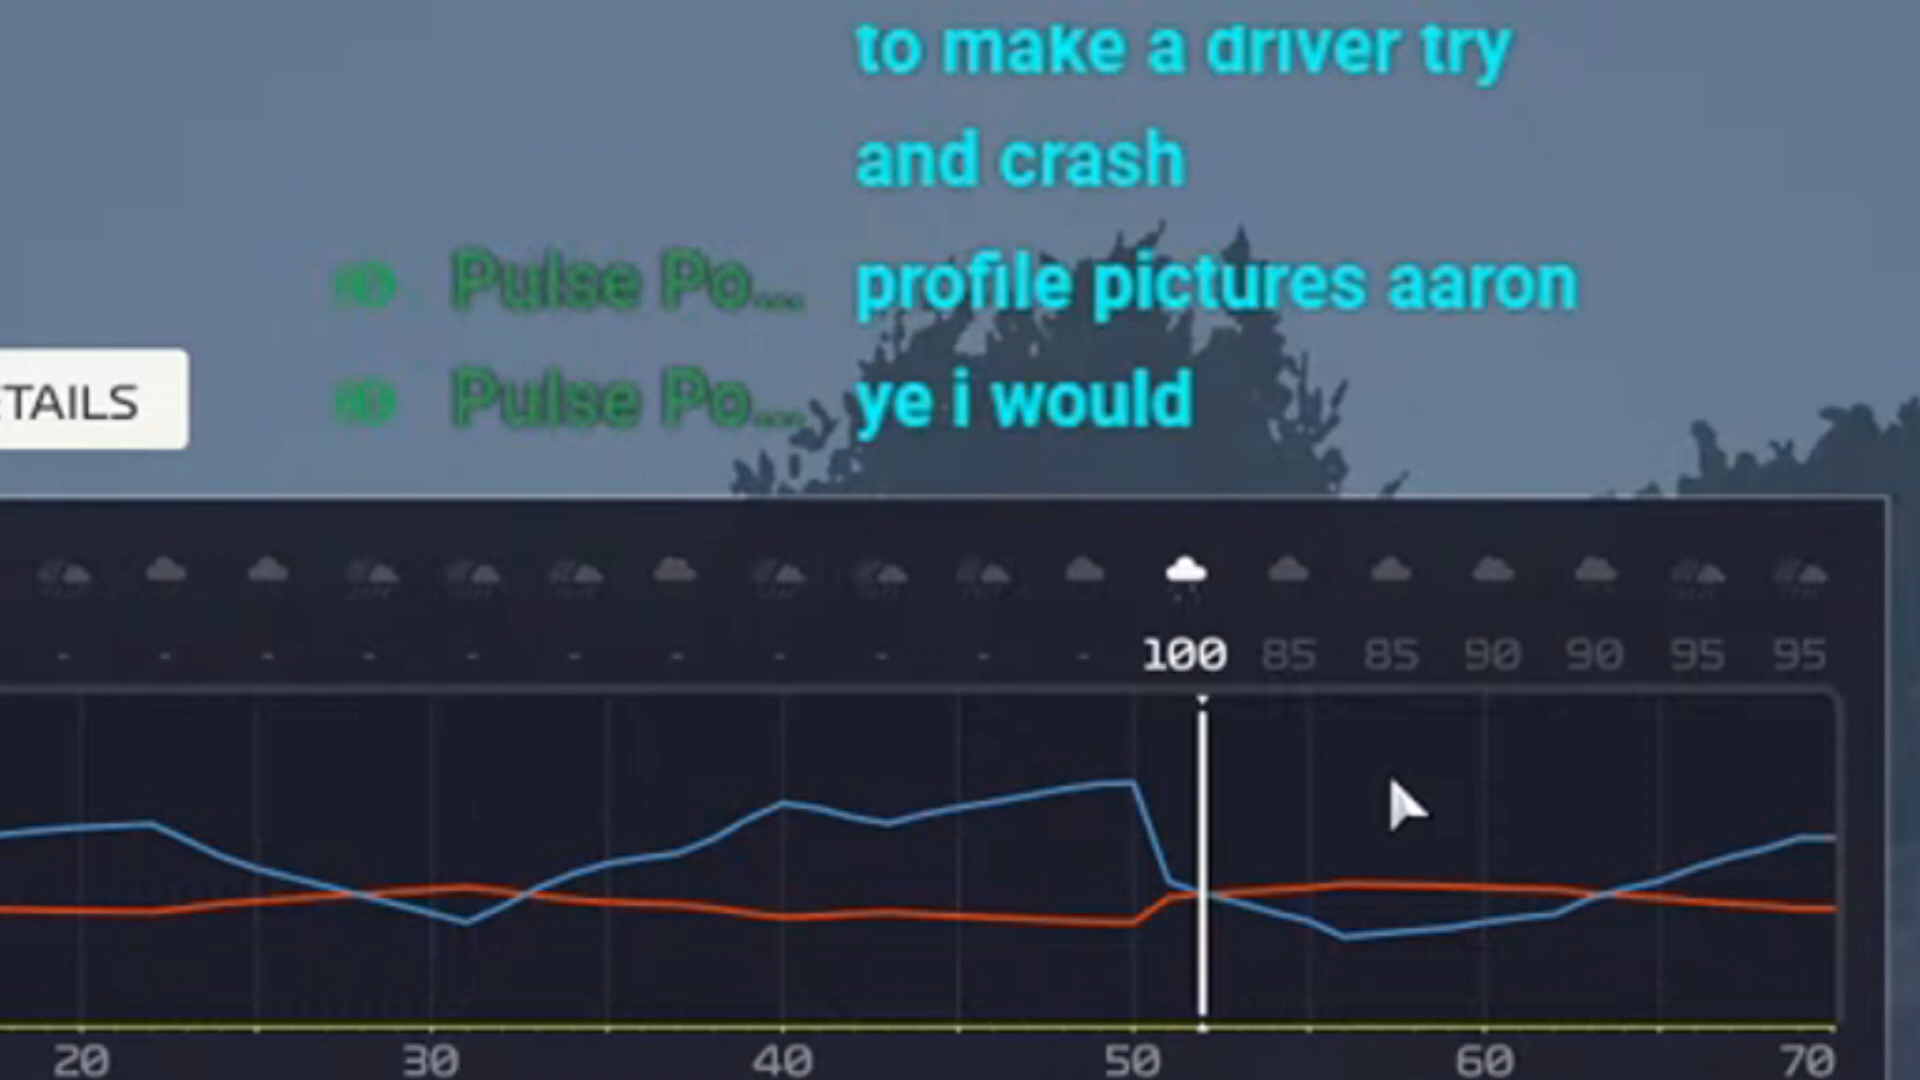 to make a driver try
and crash
Pulse Po... profile pictures aaron
ETAILS
Pulse Po... ye i would
- - - - - - - - - - - 100 85 85 90 90 95 95
20 30 40 50 60 70